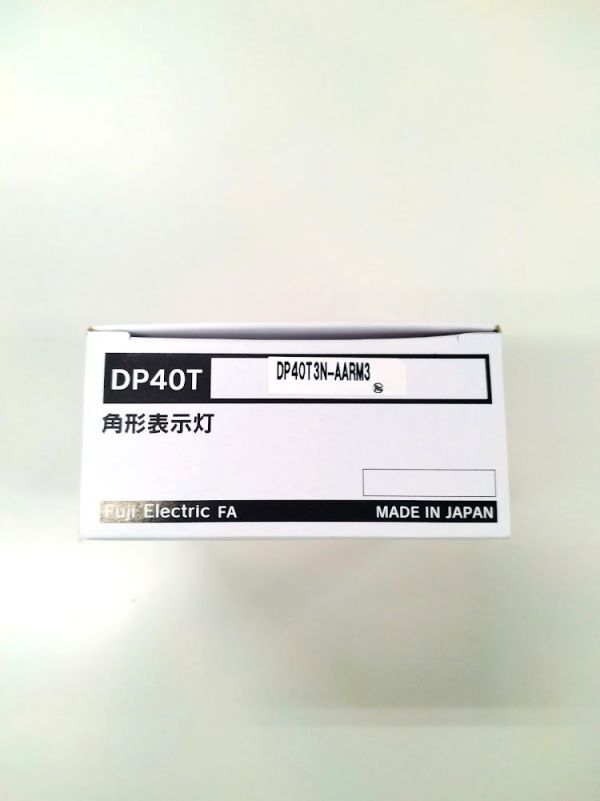 DP40T DP40T3N-AARM3
角形表示灯
Fuji Electric FA MADE IN JAPAN